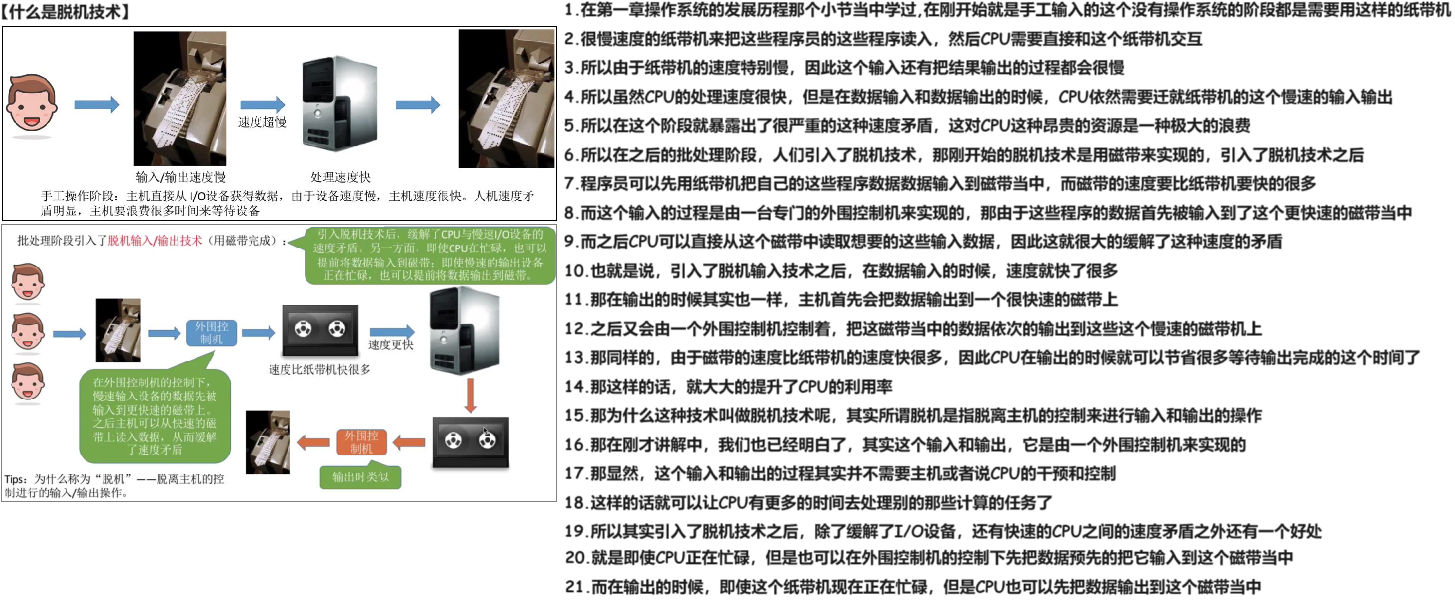 【什么是脱机技术】
速度超慢
输入/输出速度慢
处理速度快
手工操作阶段：主机直接从 I/O设备获得数据，由于设备速度慢，主机速度很快。人机速度矛
盾明显，主机要浪费很多时间来等待设备
批处理阶段引入了脱机输入/输出技术（用磁带完成）：
引入脱机技术后，缓解了CPU与慢速I/O设备的
速度矛盾。另一方面，即使CPU在忙碌，也可以
提前将数据输入到磁带；即使慢速的输出设备
正在忙碌，也可以提前将数据输出到磁带。
外围控
制机
速度更快
速度比纸带机快很多
在外围控制机的控制下，
慢速输入设备的数据先被
输入到更快速的磁带上。
之后主机可以从快速的磁
带上读入数据，从而缓解
了速度矛盾
外围控
制机
输出时类似
Tips：为什么称为“脱机”——脱离主机的控
制进行的输入/输出操作。
1.在第一章操作系统的发展历程那个小节当中学过,在刚开始就是手工输入的这个没有操作系统的阶段都是需要用这样的纸带机
2.很慢速度的纸带机来把这些程序员的这些程序读入，然后CPU需要直接和这个纸带机交互
3.所以由于纸带机的速度特别慢，因此这个输入还有把结果输出的过程都会很慢
4.所以虽然CPU的处理速度很快，但是在数据输入和数据输出的时候，CPU依然需要迁就纸带机的这个慢速的输入输出
5.所以在这个阶段就暴露出了很严重的这种速度矛盾，这对CPU这种昂贵的资源是一种极大的浪费
6.所以在之后的批处理阶段，人们引入了脱机技术，那刚开始的脱机技术是用磁带来实现的，引入了脱机技术之后
7.程序员可以先用纸带机把自己的这些程序数据数据输入到磁带当中，而磁带的速度要比纸带机要快的很多
8.而这个输入的过程是由一台专门的外围控制机来实现的，那由于这些程序的数据首先被输入到了这个更快速的磁带当中
9.而之后CPU可以直接从这个磁带中读取想要的这些输入数据，因此这就很大的缓解了这种速度的矛盾
10.也就是说，引入了脱机输入技术之后，在数据输入的时候，速度就快了很多
11.那在输出的时候其实也一样，主机首先会把数据输出到一个很快速的磁带上
12.之后又会由一个外围控制机控制着，把这磁带当中的数据依次的输出到这些这个慢速的磁带机上
13.那同样的，由于磁带的速度比纸带机的速度快很多，因此CPU在输出的时候就可以节省很多等待输出完成的这个时间了
14.那这样的话，就大大的提升了CPU的利用率
15.那为什么这种技术叫做脱机技术呢，其实所谓脱机是指脱离主机的控制来进行输入和输出的操作
16.那在刚才讲解中，我们也已经明白了，其实这个输入和输出，它是由一个外围控制机来实现的
17.那显然，这个输入和输出的过程其实并不需要主机或者说CPU的干预和控制
18.这样的话就可以让CPU有更多的时间去处理别的那些计算的任务了
19.所以其实引入了脱机技术之后，除了缓解了I/O设备，还有快速的CPU之间的速度矛盾之外还有一个好处
20.就是即使CPU正在忙碌，但是也可以在外围控制机的控制下先把数据预先的把它输入到这个磁带当中
21.而在输出的时候，即使这个纸带机现在正在忙碌，但是CPU也可以先把数据输出到这个磁带当中